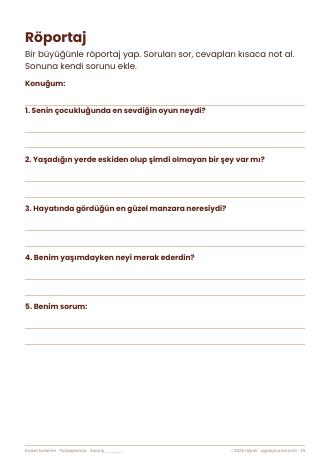 Röportaj
Bir büyüğünle röportaj yap. Soruları sor, cevapları kısaca not al.
Sonuna kendi sorunu ekle.
Konuğum:
1. Senin çocukluğunda en sevdiğin oyun neydi?
2. Yaşadığın yerde eskiden olup şimdi olmayan bir şey var mı?
3. Hayatında gördüğün en güzel manzara neresiydi?
4. Benim yaşımdayken neyi merak ederdin?
5. Benim sorum: